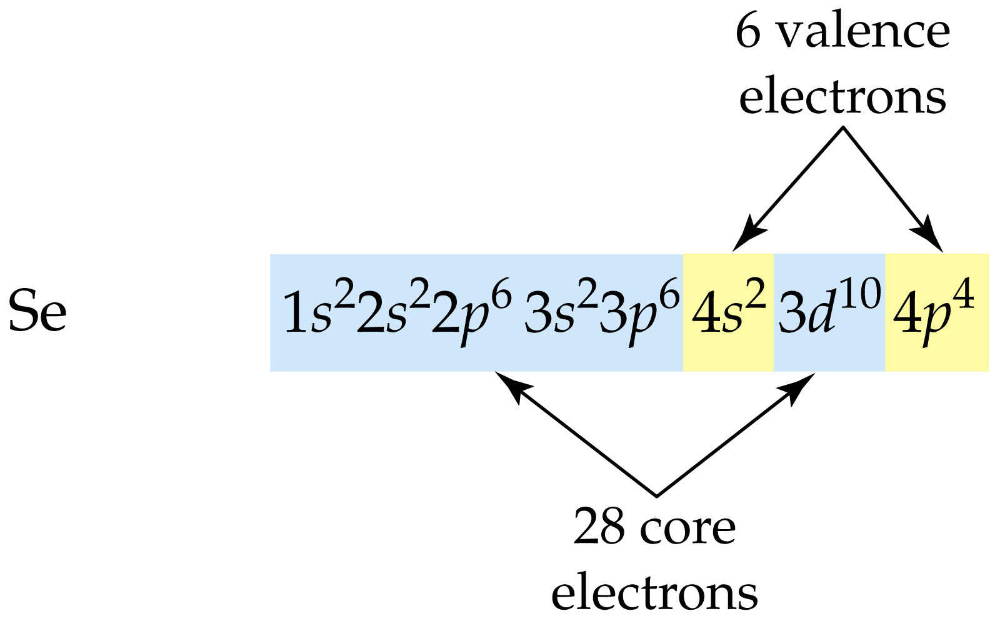 6 valence
electrons
Se 1s²2s²2p⁶ 3s²3p⁶ 4s² 3d¹⁰ 4p⁴
28 core
electrons